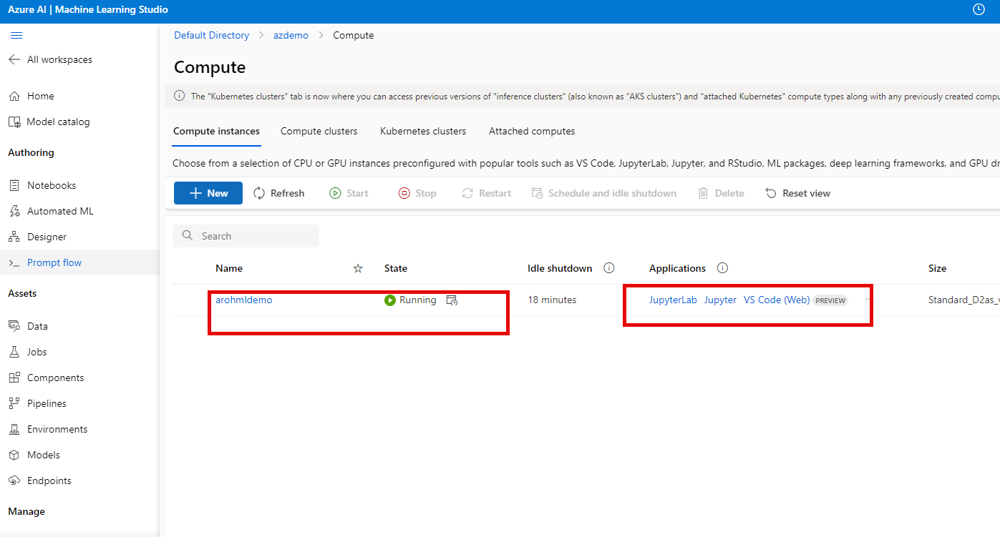 Azure AI | Machine Learning Studio
All workspaces
Home
Model catalog
Authoring
Notebooks
Automated ML
Designer
Prompt flow
Assets
Data
Jobs
Components
Pipelines
Environments
Models
Endpoints
Manage
Default Directory > azdemo > Compute
Compute
The "Kubernetes clusters" tab is now where you can access previous versions of "inference clusters" (also known as "AKS clusters") and "attached Kubernetes" compute types along with any previously created compu
Compute instances Compute clusters Kubernetes clusters Attached computes
Choose from a selection of CPU or GPU instances preconfigured with popular tools such as VS Code, JupyterLab, Jupyter, and RStudio, ML packages, deep learning frameworks, and GPU dr
New Refresh Start Stop Restart Schedule and idle shutdown Delete Reset view
Search
Name State Idle shutdown Applications Size
arohmldemo Running 18 minutes JupyterLab Jupyter VS Code (Web) PREVIEW Standard_D2as_v